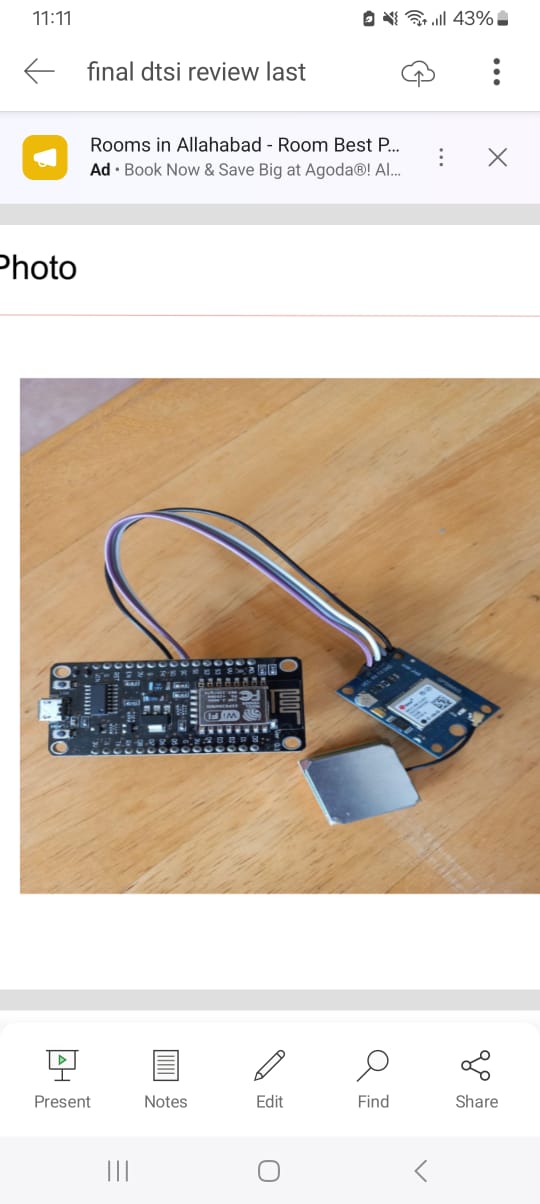 11:11
43%
final dtsi review last
Rooms in Allahabad - Room Best P...
Ad • Book Now & Save Big at Agoda®! Al...
Photo
WiFi
Present
Notes
Edit
Find
Share